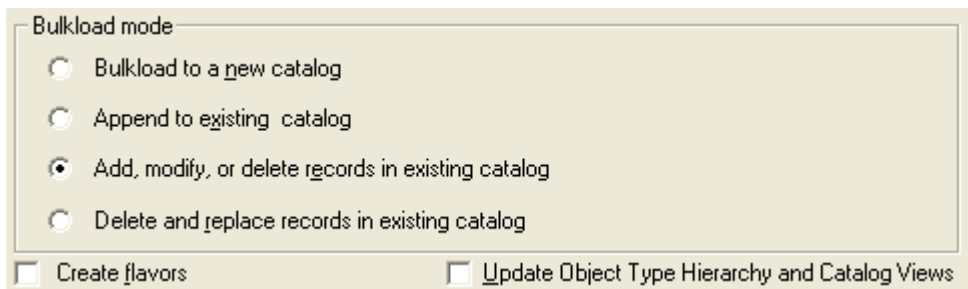 Bulkload mode
Bulkload to a new catalog
Append to existing  catalog
Add, modify, or delete records in existing catalog
Delete and replace records in existing catalog
Create flavors
Update Object Type Hierarchy and Catalog Views